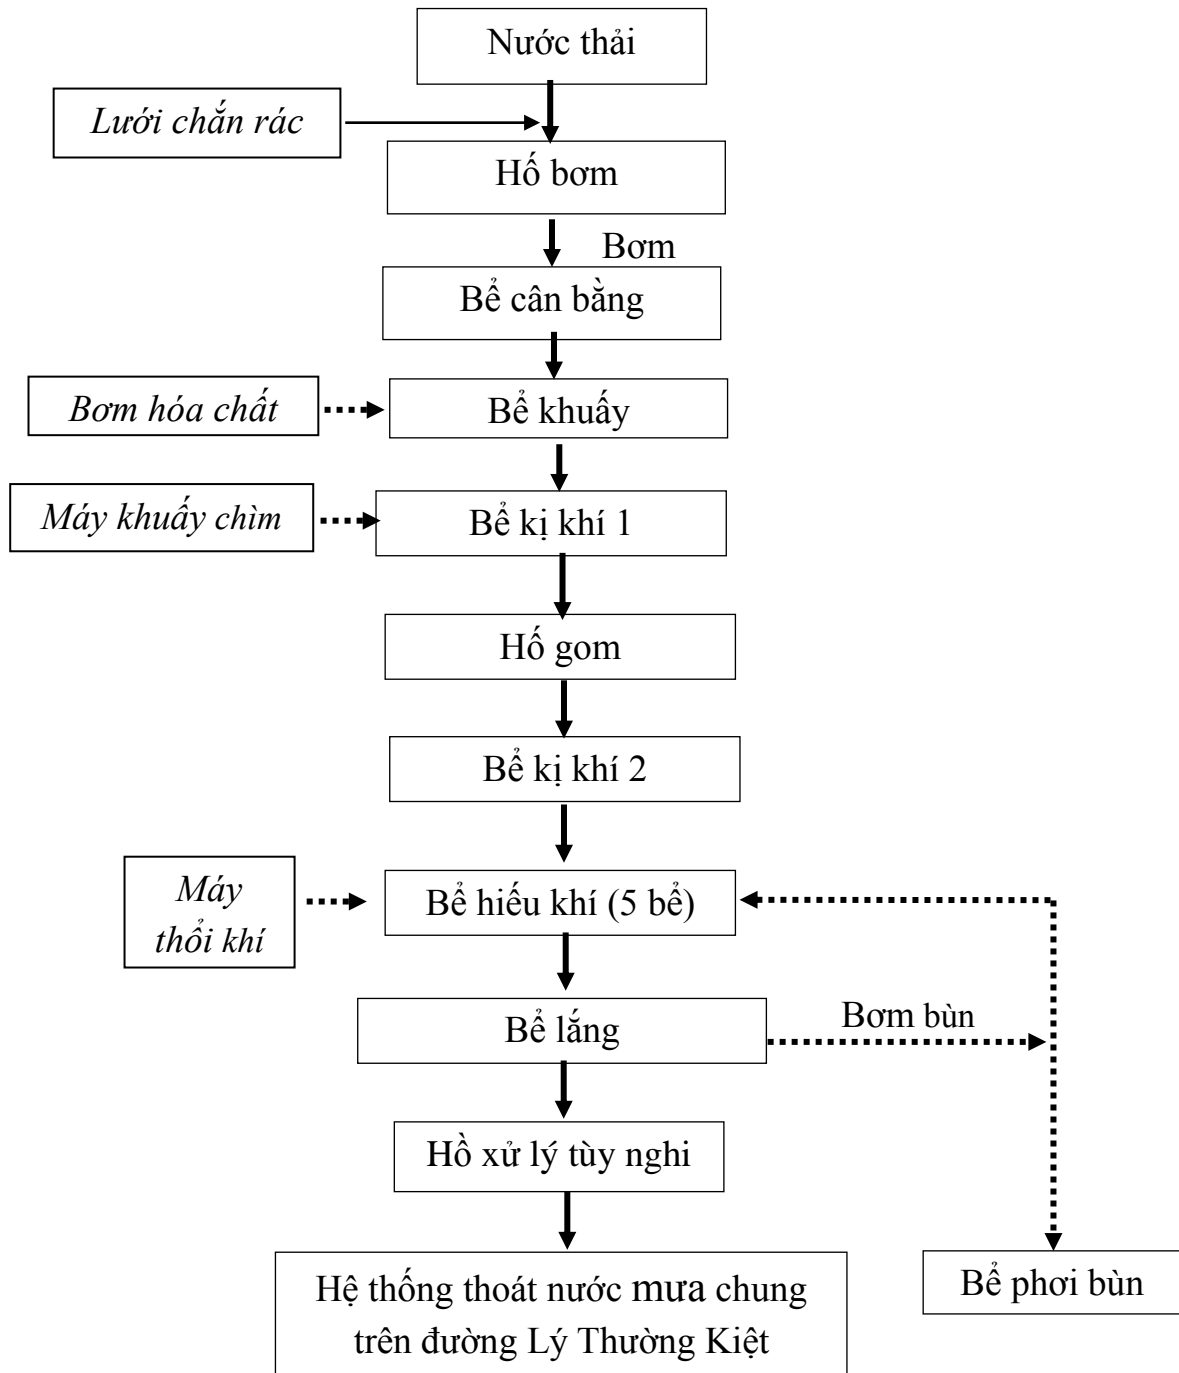 Nước thải
Lưới chắn rác
Hố bơm
Bơm
Bể cân bằng
Bơm hóa chất
Bể khuấy
Máy khuấy chìm
Bể kị khí 1
Hố gom
Bể kị khí 2
Máy
thổi khí
Bể hiếu khí (5 bể)
Bể lắng
Bơm bùn
Hồ xử lý tùy nghi
Hệ thống thoát nước mưa chung
trên đường Lý Thường Kiệt
Bể phơi bùn